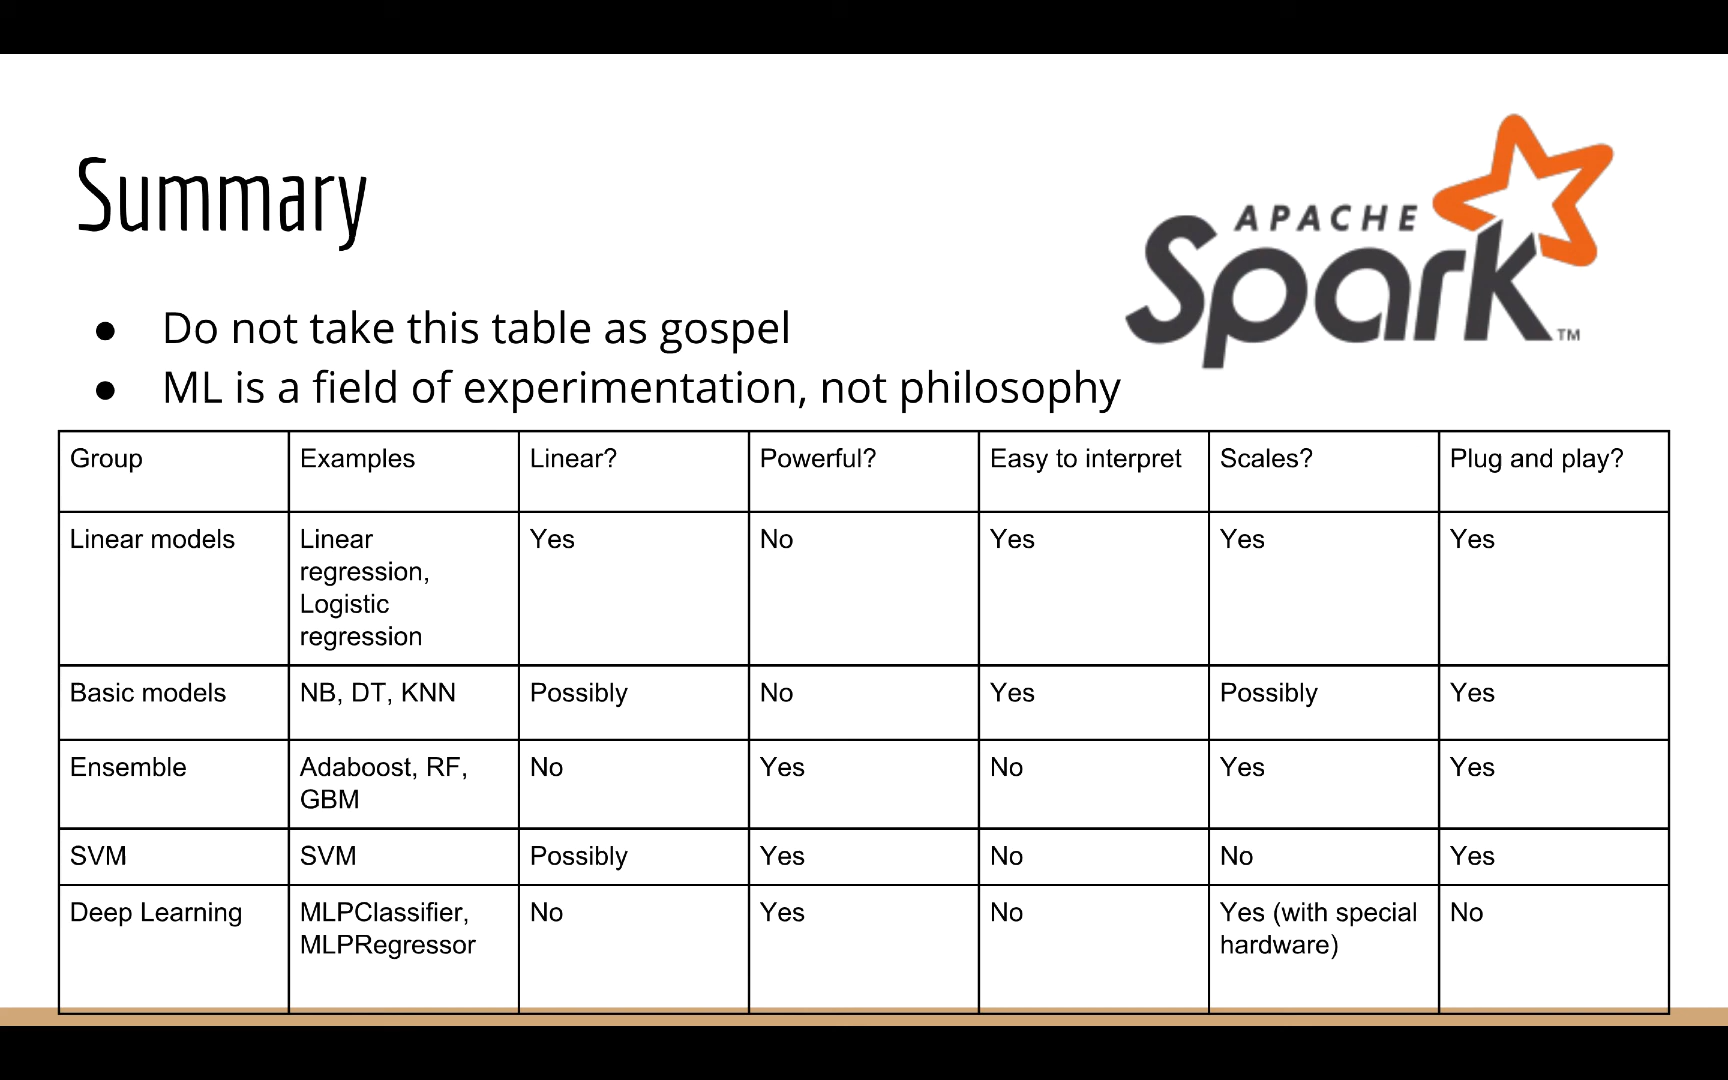 Summary
APACHE
Spark™
● Do not take this table as gospel
● ML is a field of experimentation, not philosophy
Group Examples Linear? Powerful? Easy to interpret Scales? Plug and play?
Linear models Linear Yes No Yes Yes Yes
regression,
Logistic
regression
Basic models NB, DT, KNN Possibly No Yes Possibly Yes
Ensemble Adaboost, RF, No Yes No Yes Yes
GBM
SVM SVM Possibly Yes No No Yes
Deep Learning MLPClassifier, No Yes No Yes (with special No
MLPRegressor hardware)